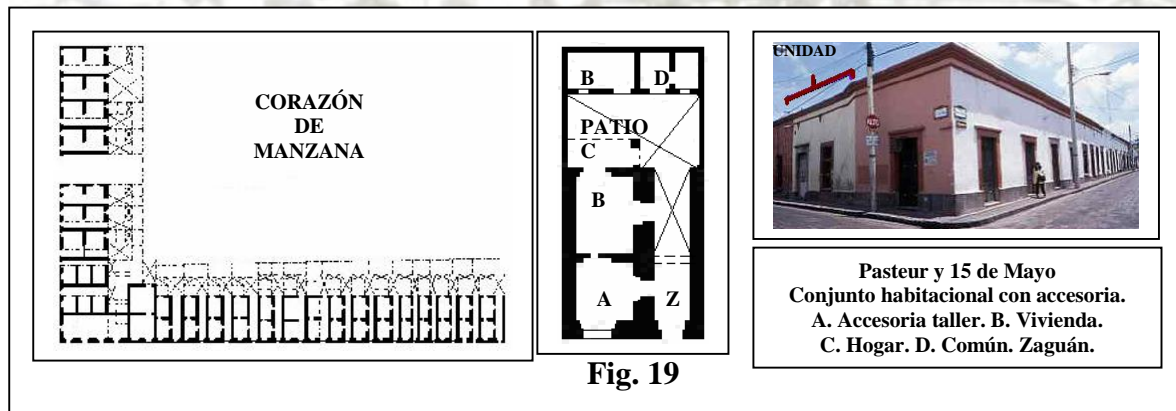 CORAZÓN
DE
MANZANA
B
D
PATIO
C
B
A
Z
Fig. 19
UNIDAD
ALTO
Pasteur y 15 de Mayo
Conjunto habitacional con accesoria.
A. Accesoria taller. B. Vivienda.
C. Hogar. D. Común. Zaguán.